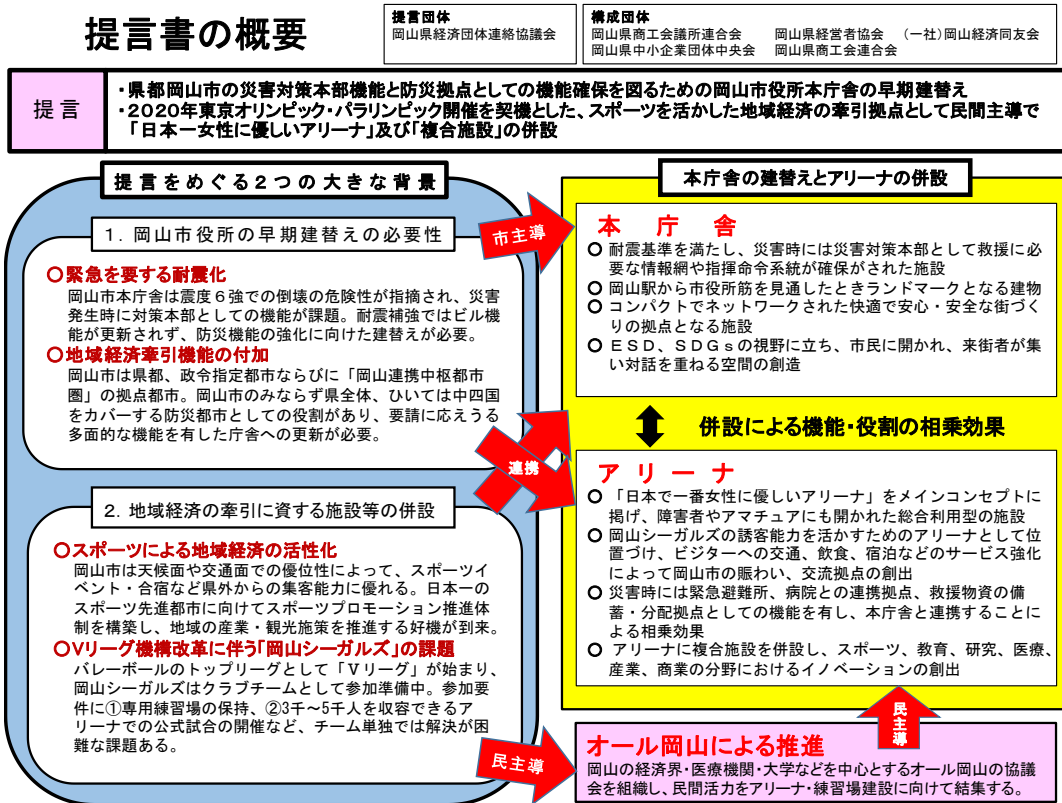 提言書の概要
提言団体
岡山県経済団体連絡協議会
構成団体
岡山県商工会議所連合会　岡山県経営者協会　(一社)岡山経済同友会
岡山県中小企業団体中央会　岡山県商工会連合会
提言
・県都岡山市の災害対策本部機能と防災拠点としての機能確保を図るための岡山市役所本庁舎の早期建替え
・2020年東京オリンピック・パラリンピック開催を契機とした、スポーツを活かした地域経済の牽引拠点として民間主導で
「日本一女性に優しいアリーナ」及び「複合施設」の併設
提言をめぐる２つの大きな背景
1．岡山市役所の早期建替えの必要性
○緊急を要する耐震化
岡山市本庁舎は震度６強での倒壊の危険性が指摘され、災害
発生時に対策本部としての機能が課題。耐震補強ではビル機
能が更新されず、防災機能の強化に向けた建替えが必要。
○地域経済牽引機能の付加
岡山市は県都、政令指定都市ならびに「岡山連携中枢都市
圏」の拠点都市。岡山市のみならず県全体、ひいては中四国
をカバーする防災都市としての役割があり、要請に応えうる
多面的な機能を有した庁舎への更新が必要。
2．地域経済の牽引に資する施設等の併設
○スポーツによる地域経済の活性化
岡山市は天候面や交通面での優位性によって、スポーツイ
ベント・合宿など県外からの集客能力に優れる。日本一の
スポーツ先進都市に向けてスポーツプロモーション推進体
制を構築し、地域の産業・観光施策を推進する好機が到来。
○Vリーグ機構改革に伴う「岡山シーガルズ」の課題
バレーボールのトップリーグとして「Ｖリーグ」が始まり、
岡山シーガルズはクラブチームとして参加準備中。参加要
件に①専用練習場の保持、②3千～5千人を収容できるア
リーナでの公式試合の開催など、チーム単独では解決が困
難な課題ある。
市主導
連携
民主導
本庁舎の建替えとアリーナの併設
本庁舎
○ 耐震基準を満たし、災害時には災害対策本部として救援に必
要な情報網や指揮命令系統が確保がされた施設
○ 岡山駅から市役所筋を見通したときランドマークとなる建物
○ コンパクトでネットワークされた快適で安心・安全な街づく
りの拠点となる施設
○ ＥＳＤ、ＳＤＧｓの視野に立ち、市民に開かれ、来街者が集
い対話を重ねる空間の創造
併設による機能・役割の相乗効果
アリーナ
○ 「日本で一番女性に優しいアリーナ」をメインコンセプトに
掲げ、障害者やアマチュアにも開かれた総合利用型の施設
○ 岡山シーガルズの誘客能力を活かすためのアリーナとして位
置づけ、ビジターへの交通、飲食、宿泊などのサービス強化
によって岡山市の賑わい、交流拠点の創出
○ 災害時には緊急避難所、病院との連携拠点、救援物資の備
蓄・分配拠点としての機能を有し、本庁舎と連携することに
よる相乗効果
○ アリーナに複合施設を併設し、スポーツ、教育、研究、医療、
産業、商業の分野におけるイノベーションの創出
民主導
オール岡山による推進
岡山の経済界・医療機関・大学などを中心とするオール岡山の協議
会を組織し、民間活力をアリーナ・練習場建設に向けて結集する。